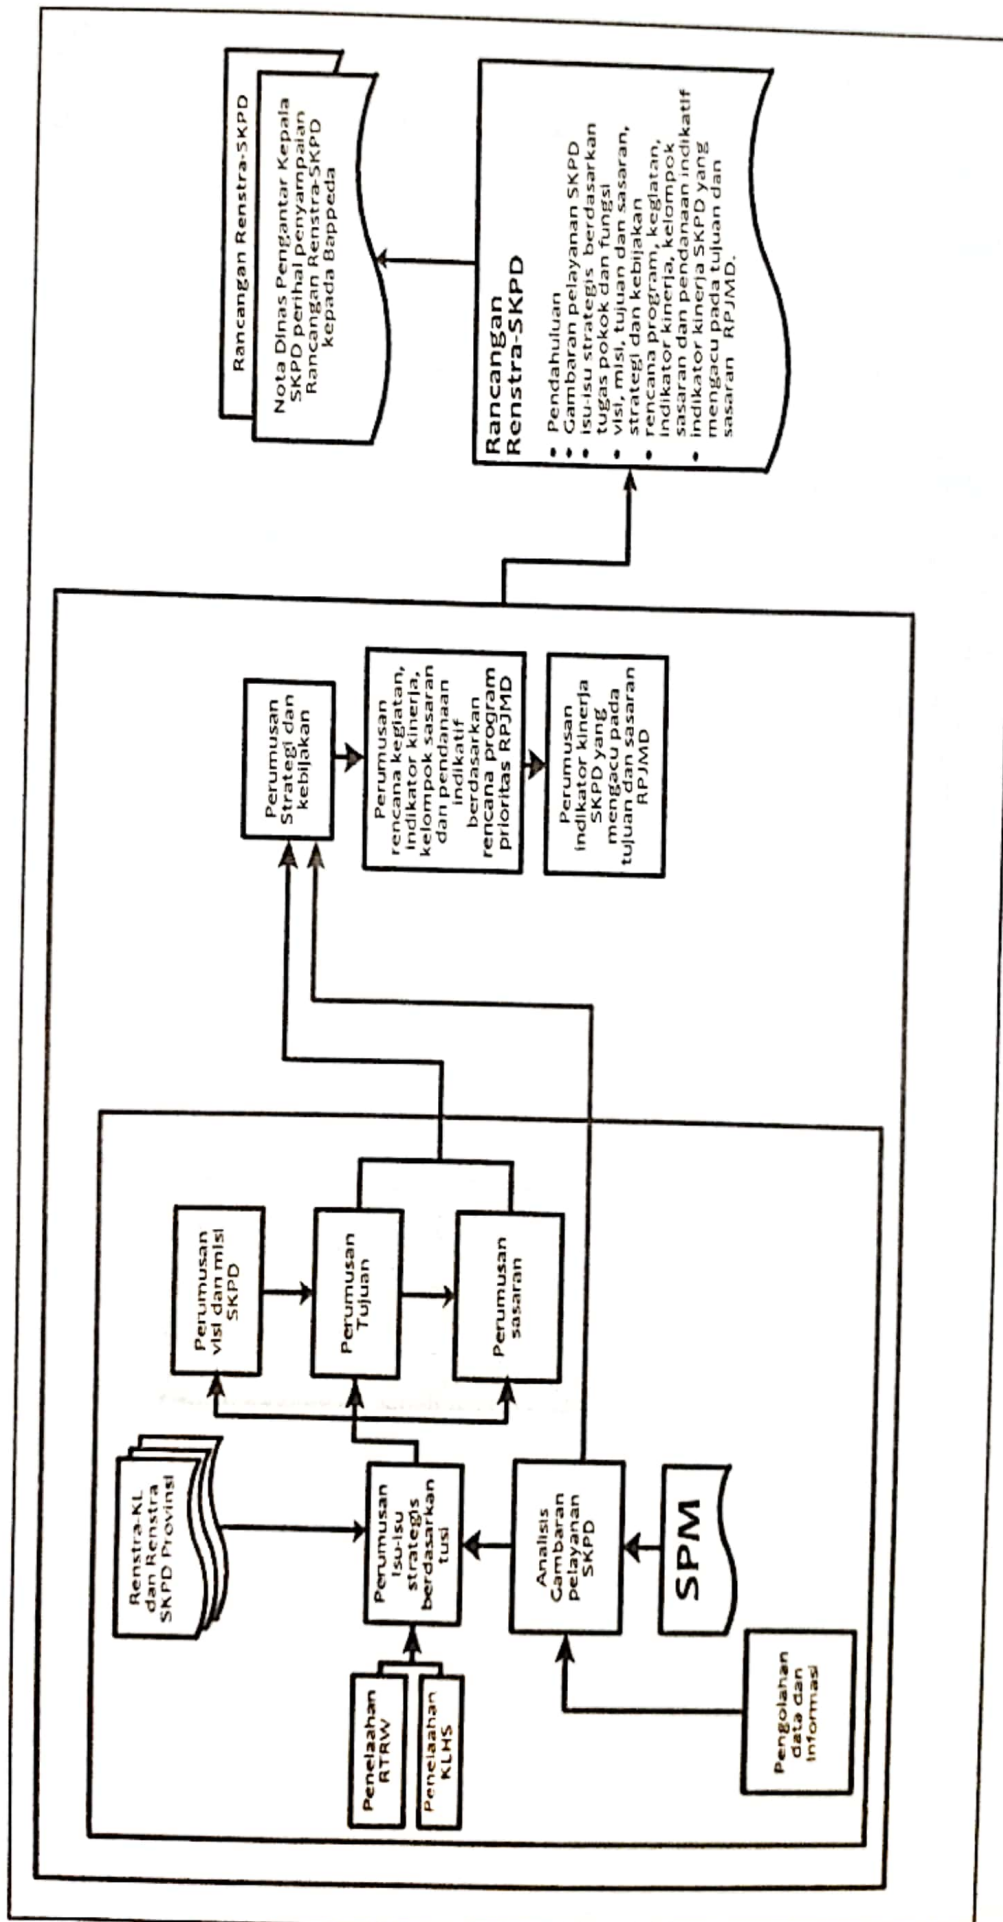 Renstra-KL
dan Renstra
SKPD Provinsi
Penelaahan
RTRW
Penelaahan
KLHS
Perumusan
Isu-isu
strategis
berdasarkan
tusi
Analisis
Gambaran
pelayanan
SKPD
SPM
Pengolahan
data dan
informasi
Perumusan
visi dan misi
SKPD
Perumusan
Tujuan
Perumusan
sasaran
Perumusan
Strategi dan
kebijakan
Perumusan
rencana kegiatan,
indikator kinerja,
kelompok sasaran
dan pendanaan
indikatif
berdasarkan
rencana program
prioritas RPJMD
Perumusan
indikator kinerja
SKPD yang
mengacu pada
tujuan dan sasaran
RPJMD
Rancangan Renstra-SKPD
Nota Dinas Pengantar Kepala
SKPD perihal penyampaian
Rancangan Renstra-SKPD
kepada Bappeda
Rancangan
Renstra-SKPD
• Pendahuluan
• Gambaran pelayanan SKPD
• isu-isu strategis berdasarkan
tugas pokok dan fungsi
• visi, misi, tujuan dan sasaran,
strategi dan kebijakan
• rencana program, kegiatan,
indikator kinerja, kelompok
sasaran dan pendanaan indikatif
• indikator kinerja SKPD yang
mengacu pada tujuan dan
sasaran RPJMD.